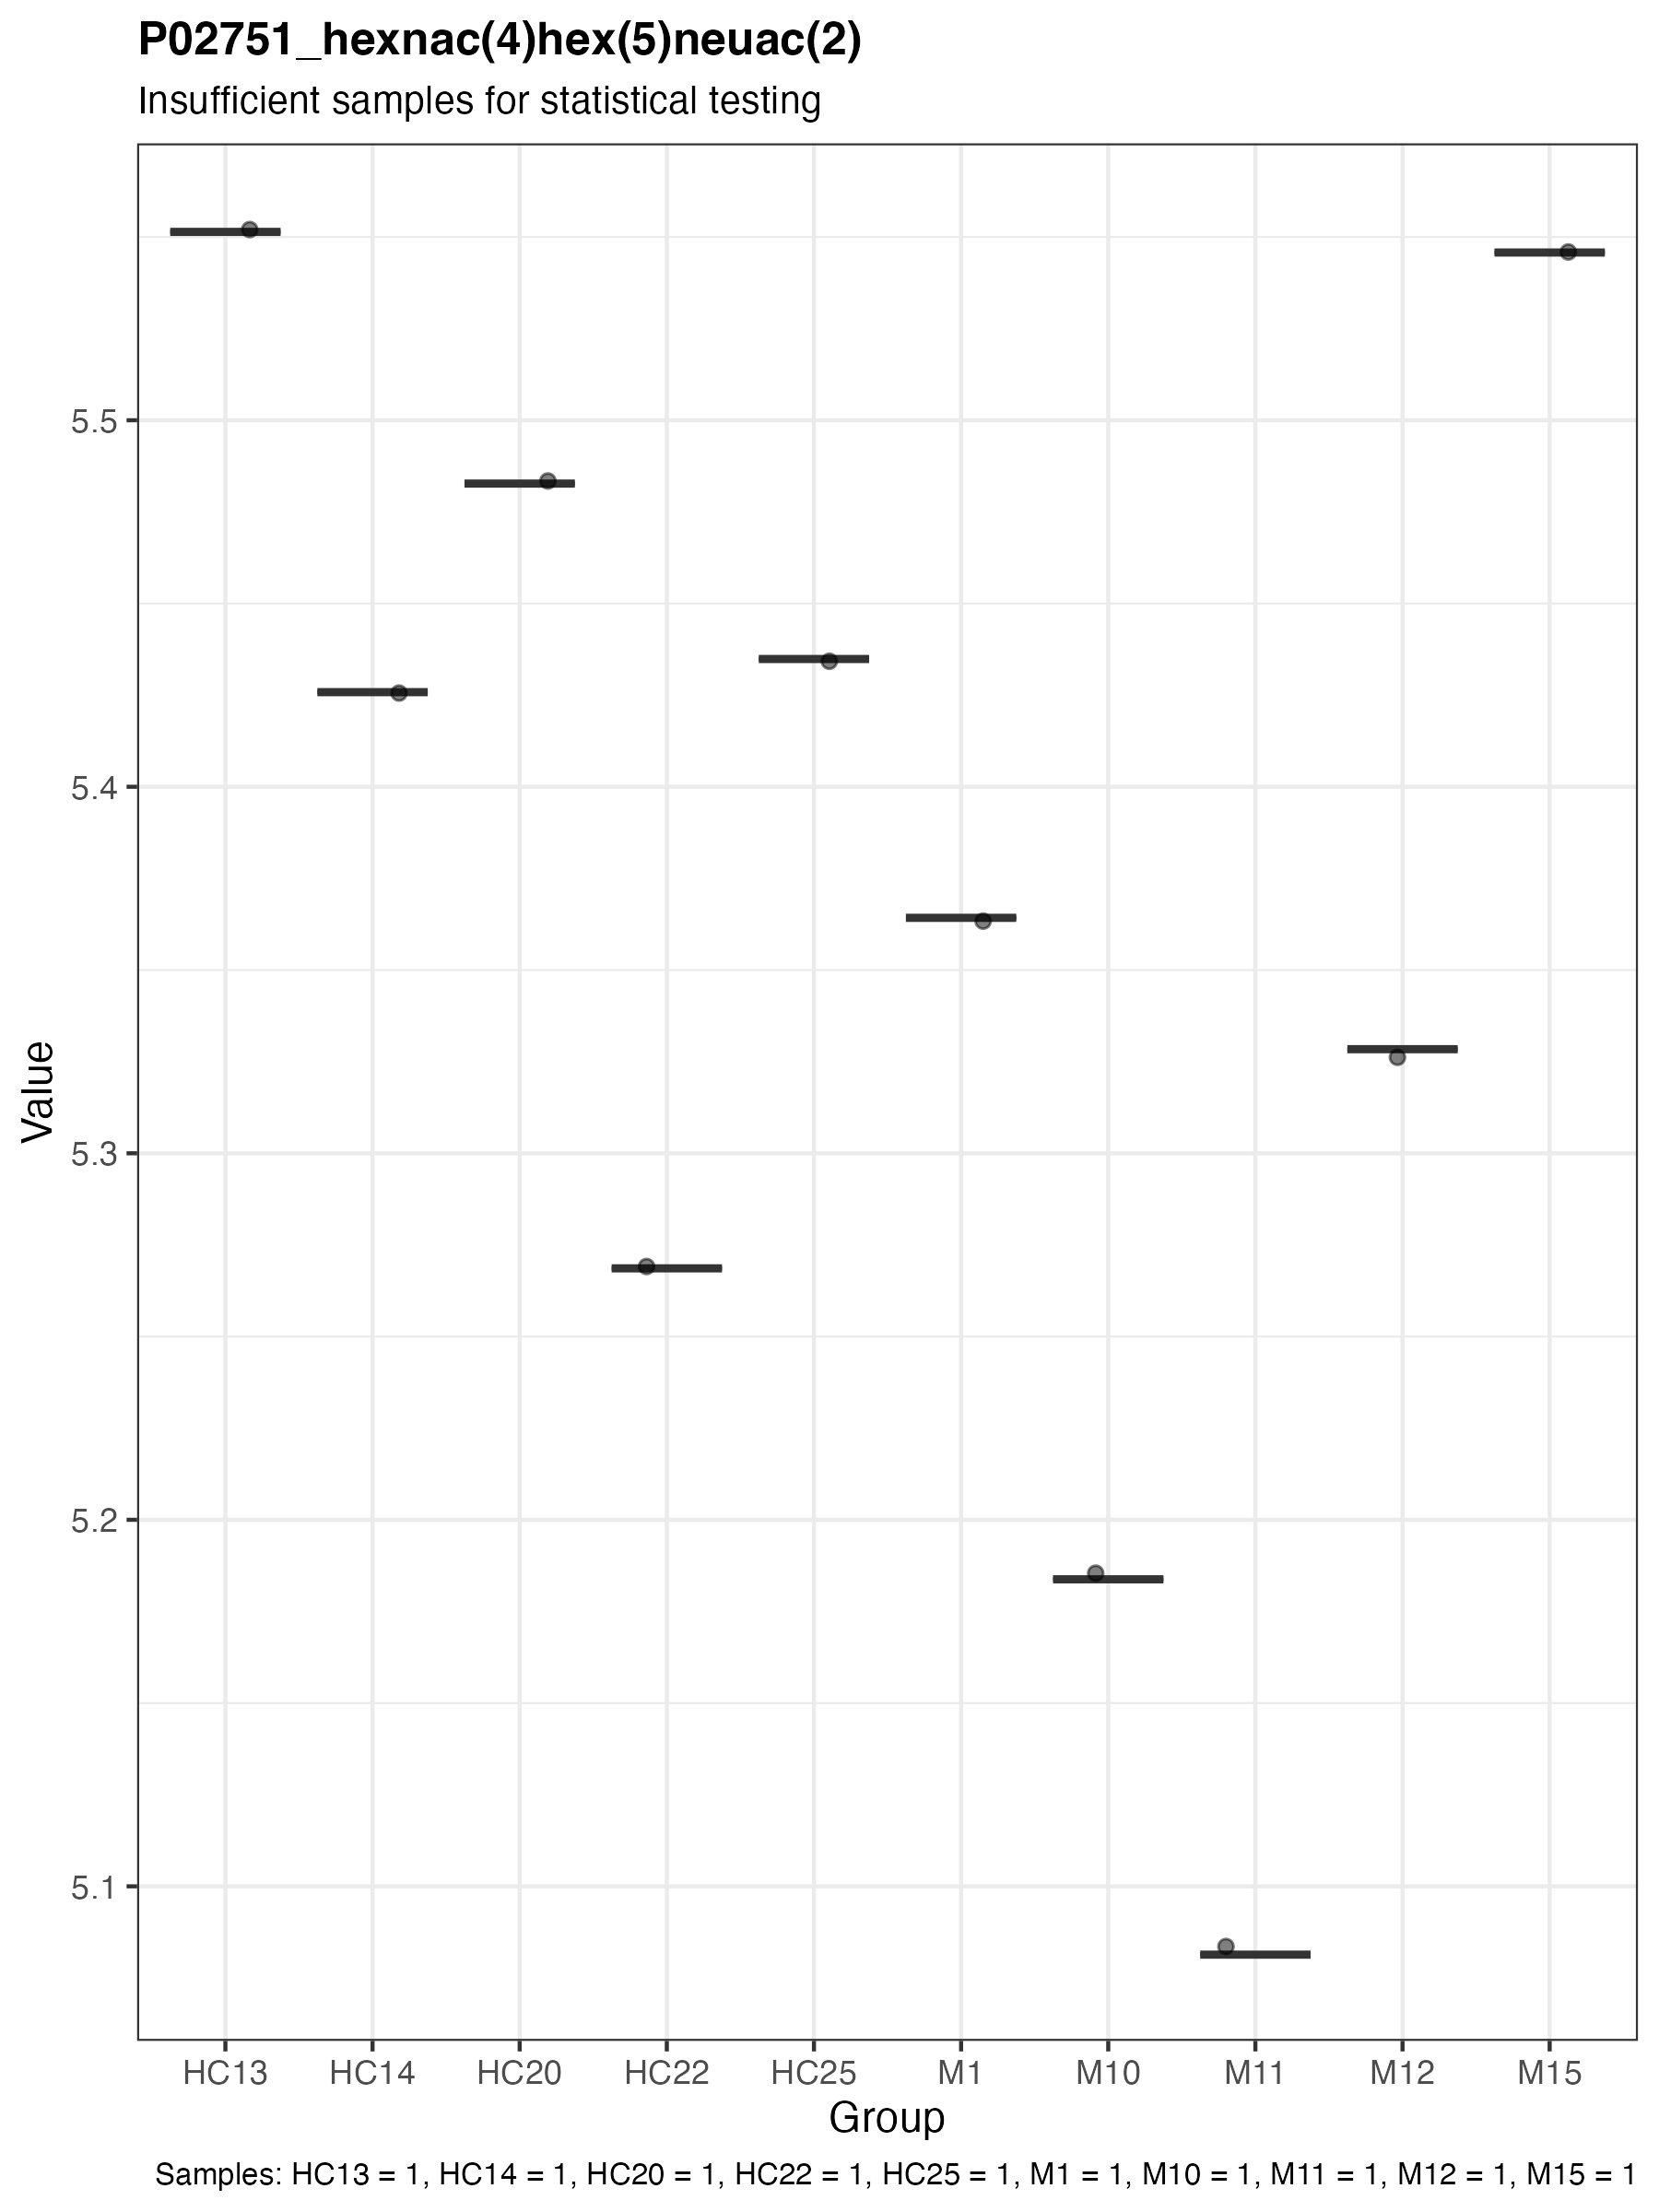 P02751_hexnac(4)hex(5)neuac(2)
Insufficient samples for statistical testing
Value
5.5
5.4
5.3
5.2
5.1
HC13 HC14 HC20 HC22 HC25 M1 M10 M11 M12 M15
Group
Samples: HC13 = 1, HC14 = 1, HC20 = 1, HC22 = 1, HC25 = 1, M1 = 1, M10 = 1, M11 = 1, M12 = 1, M15 = 1